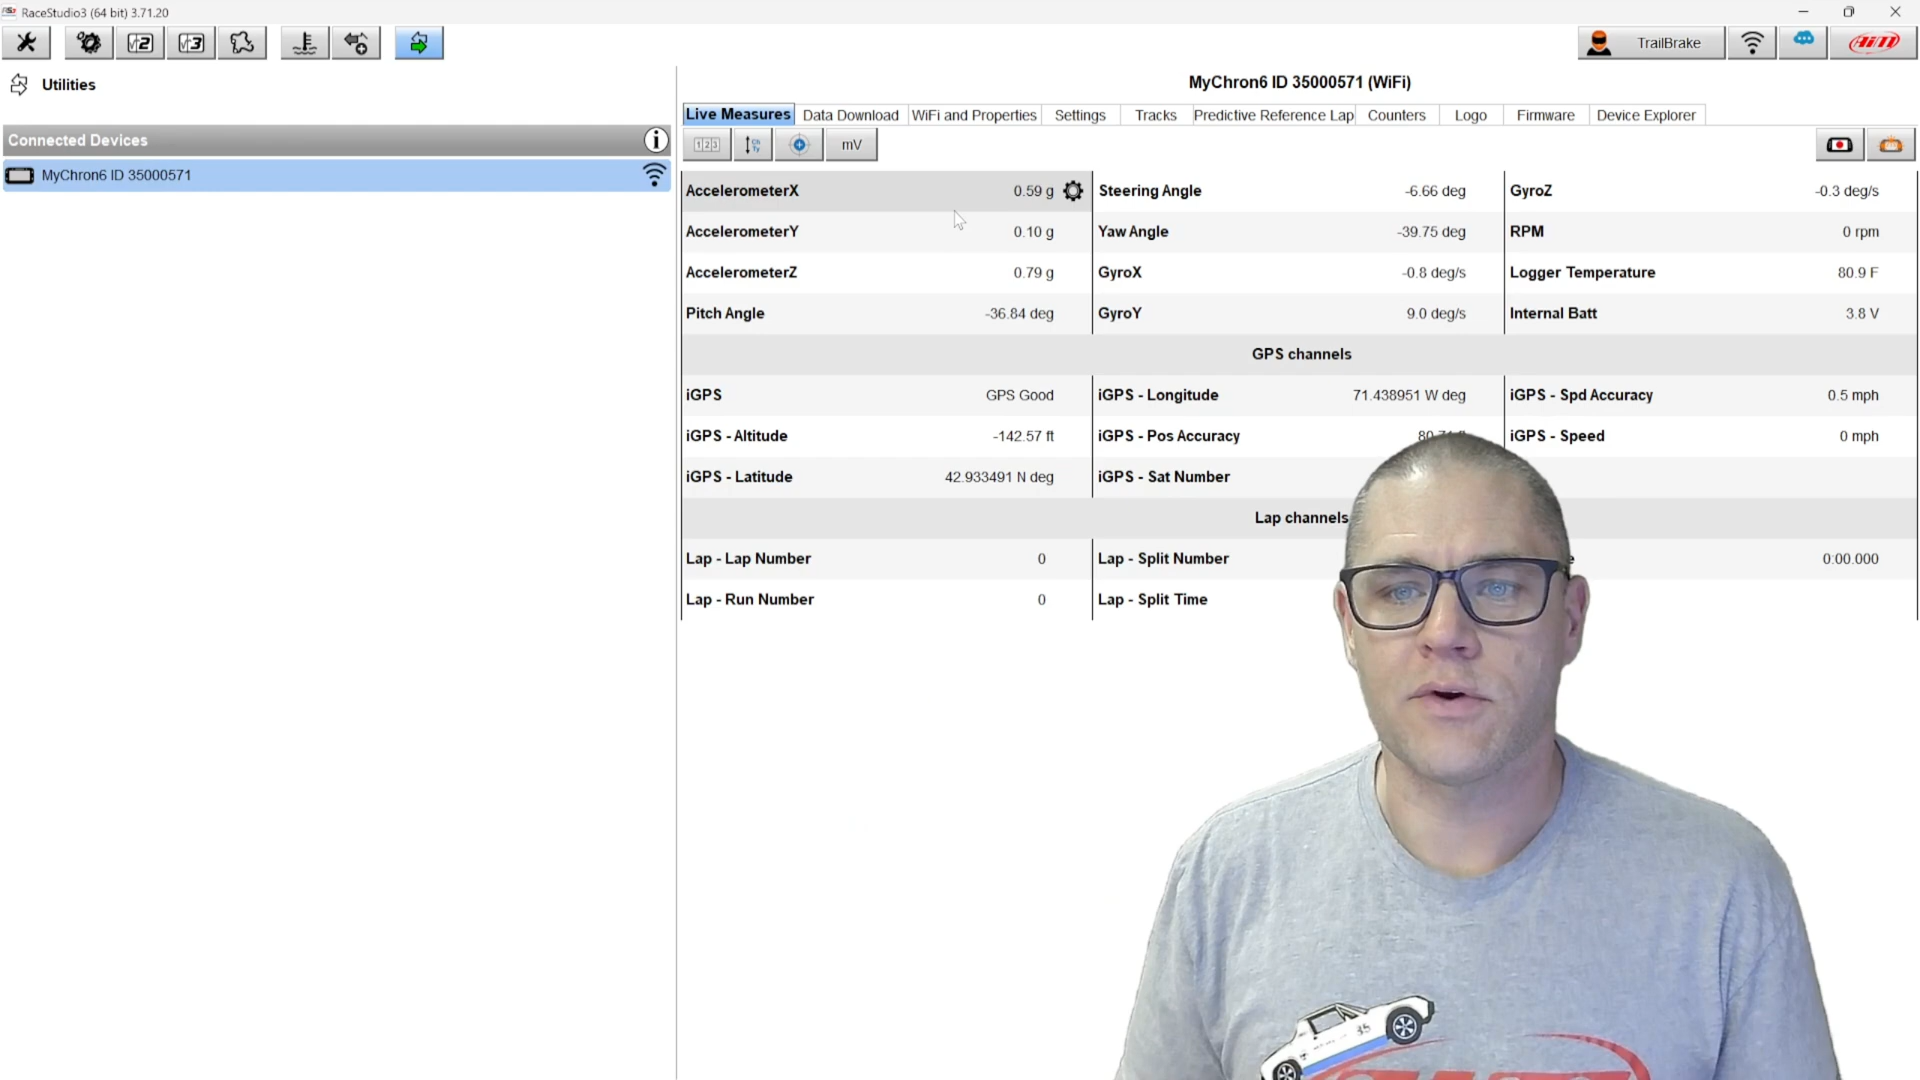 RaceStudio3 (64 bit) 3.71.20
TrailBrake
Utilities
MyChron6 ID 35000571 (WiFi)
Live Measures Data Download WiFi and Properties Settings Tracks Predictive Reference Lap Counters Logo Firmware Device Explorer
Connected Devices
mV
MyChron6 ID 35000571
AccelerometerX 0.59 g Steering Angle -6.66 deg GyroZ -0.3 deg/s
AccelerometerY 0.10 g Yaw Angle -39.75 deg RPM 0 rpm
AccelerometerZ 0.79 g GyroX -0.8 deg/s Logger Temperature 80.9 F
Pitch Angle -36.84 deg GyroY 9.0 deg/s Internal Batt 3.8 V
GPS channels
iGPS GPS Good iGPS - Longitude 71.438951 W deg iGPS - Spd Accuracy 0.5 mph
iGPS - Altitude -142.57 ft iGPS - Pos Accuracy iGPS - Speed 0 mph
iGPS - Latitude 42.933491 N deg iGPS - Sat Number
Lap channels
Lap - Lap Number 0 Lap - Split Number 0:00.000
Lap - Run Number 0 Lap - Split Time
35